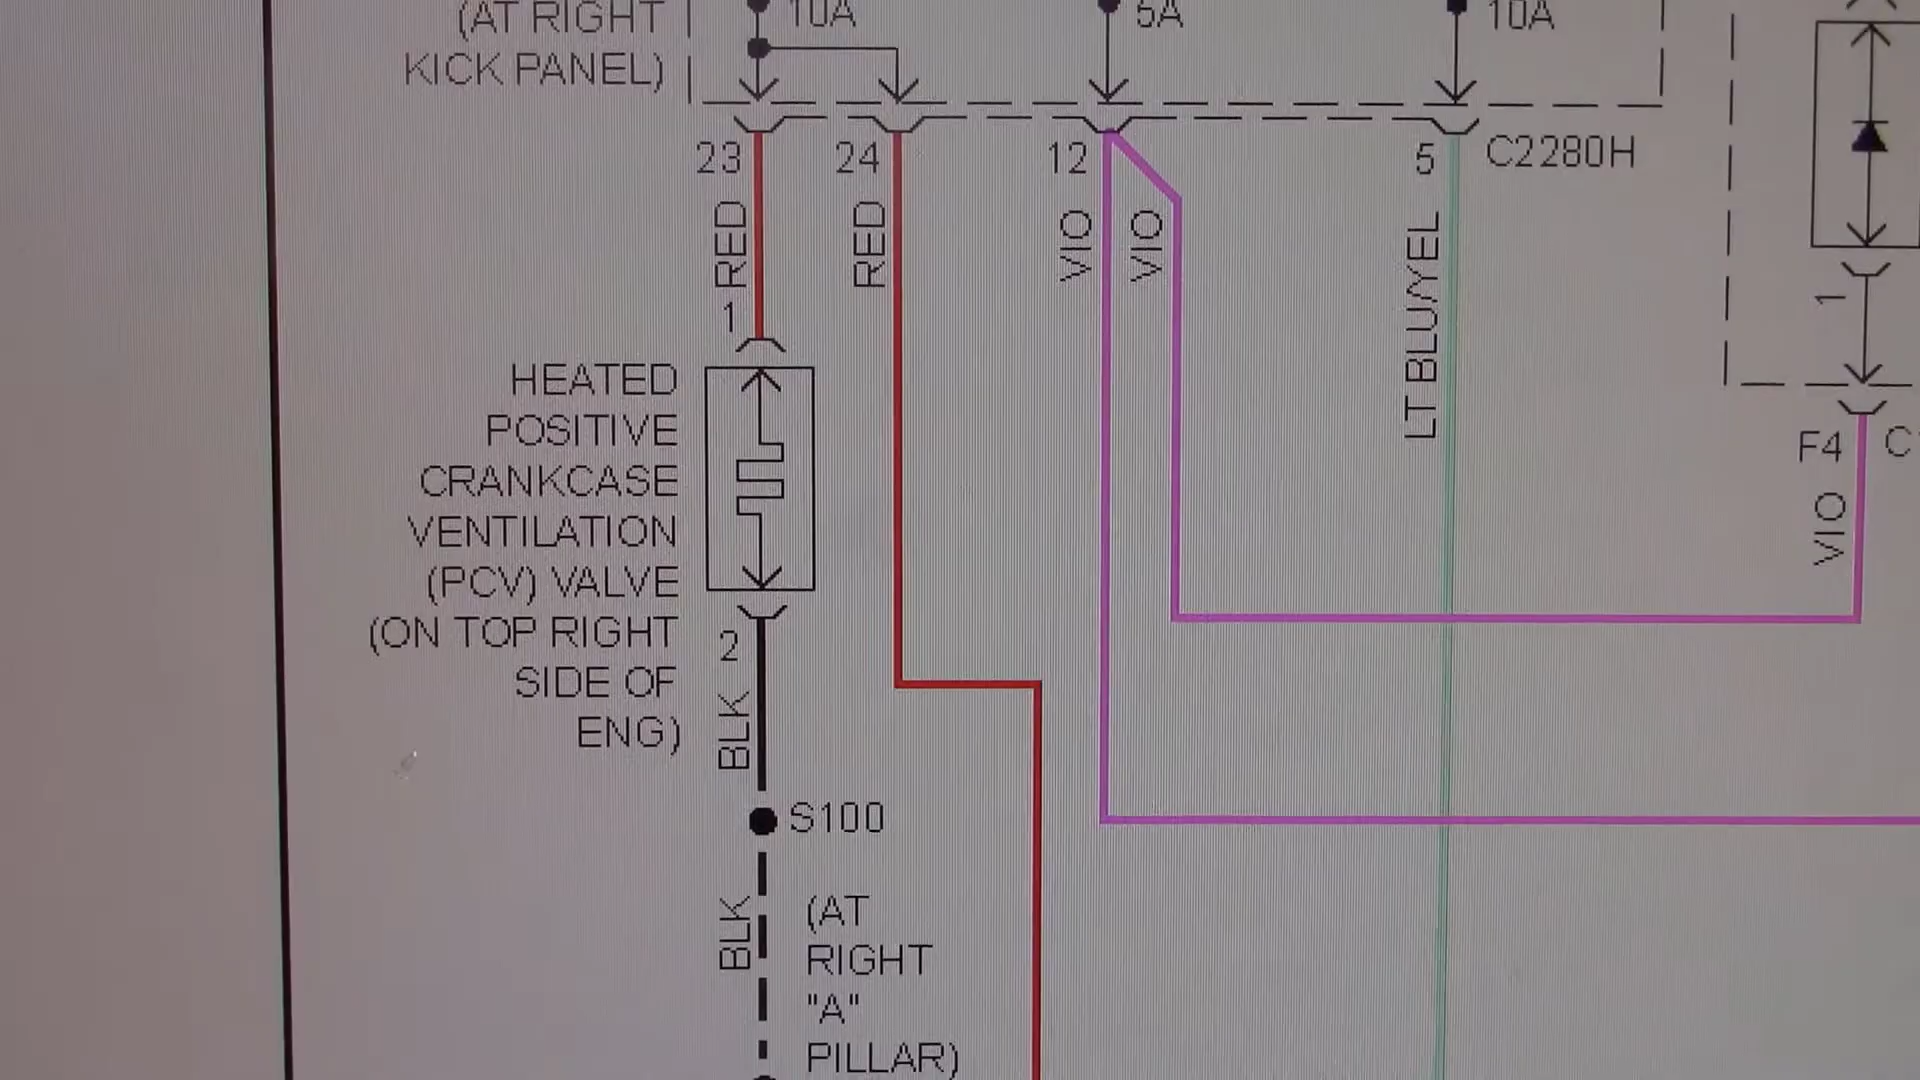 (AT RIGHT
KICK PANEL)
10A
5A
10A
23
24
12
5
C2280H
RED
RED
VIO
VIO
LT BLU/YEL
1
1
HEATED
POSITIVE
CRANKCASE
VENTILATION
(PCV) VALVE
(ON TOP RIGHT
SIDE OF
ENG)
F4
VIO
2
BLK
S100
BLK
(AT
RIGHT
"A"
PILLAR)